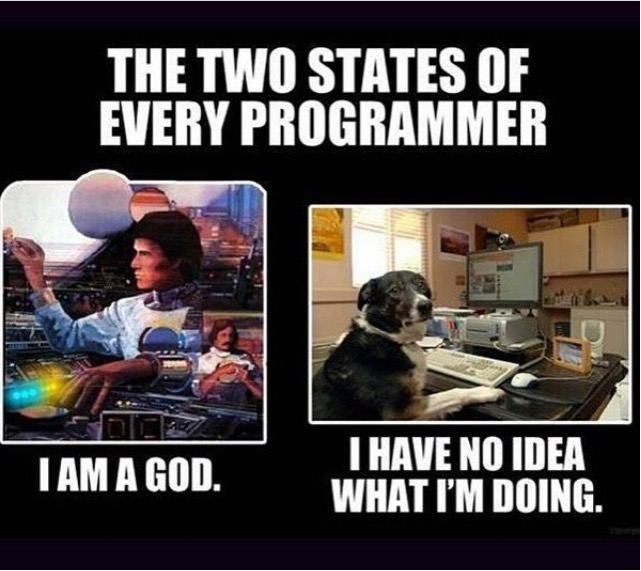 THE TWO STATES OF
EVERY PROGRAMMER
I AM A GOD.
I HAVE NO IDEA
WHAT I'M DOING.